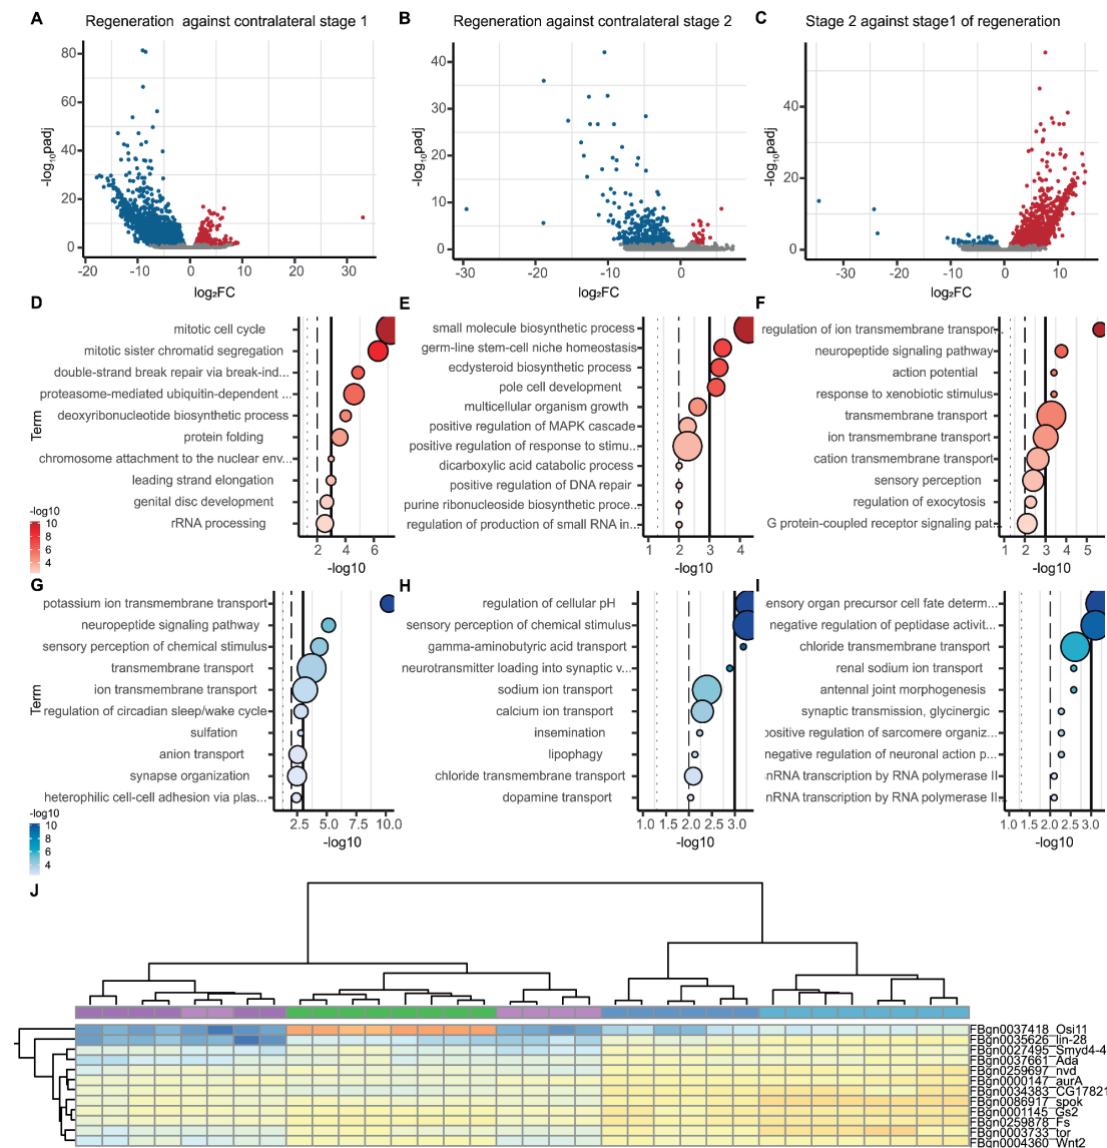 A Regeneration against contralateral stage 1
B Regeneration against contralateral stage 2
C Stage 2 against stage1 of regeneration
-log₁₀padj
80
60
40
20
0
-20 -10 0 10 20 30
log₂FC
-log₁₀padj
40
30
20
10
0
-30 -20 -10 0
log₂FC
-log₁₀padj
40
20
0
-30 -20 -10 0 10
log₂FC
D
Term
mitotic cell cycle
mitotic sister chromatid segregation
double-strand break repair via break-ind...
proteasome-mediated ubiquitin-dependent ...
deoxyribonucleotide biosynthetic process
protein folding
chromosome attachment to the nuclear env...
leading strand elongation
genital disc development
rRNA processing
-log10
10
8
6
4
2 4 6
-log10
E
small molecule biosynthetic process
germ-line stem-cell niche homeostasis
ecdysteroid biosynthetic process
pole cell development
multicellular organism growth
positive regulation of MAPK cascade
positive regulation of response to stimu..
dicarboxylic acid catabolic process
positive regulation of DNA repair
purine ribonucleoside biosynthetic proce...
regulation of production of small RNA in..
1 2 3 4
-log10
F
regulation of ion transmembrane transpor..
neuropeptide signaling pathway
action potential
response to xenobiotic stimulus
transmembrane transport
ion transmembrane transport
cation transmembrane transport
sensory perception
regulation of exocytosis
G protein-coupled receptor signaling pat..
1 2 3 4 5
-log10
G
Term
potassium ion transmembrane transport
neuropeptide signaling pathway
sensory perception of chemical stimulus
transmembrane transport
ion transmembrane transport
regulation of circadian sleep/wake cycle
sulfation
anion transport
synapse organization
heterophilic cell-cell adhesion via plas...
-log10
10
8
6
4
2.5 5.0 7.5 10.0
-log10
H
regulation of cellular pH
sensory perception of chemical stimulus
gamma-aminobutyric acid transport
neurotransmitter loading into synaptic v...
sodium ion transport
calcium ion transport
insemination
lipophagy
chloride transmembrane transport
dopamine transport
1.0 1.5 2.0 2.5 3.0
-log10
I
sensory organ precursor cell fate determ...
negative regulation of peptidase activit...
chloride transmembrane transport
renal sodium ion transport
antennal joint morphogenesis
synaptic transmission, glycinergic
positive regulation of sarcomere organiz...
negative regulation of neuronal action p...
nRNA transcription by RNA polymerase II
nRNA transcription by RNA polymerase II..
1.0 1.5 2.0 2.5 3.0
-log10
J
FBgn0037418_Osi11
FBgn0035626_lin-28
FBgn0027495_Smyd4-4
FBgn0037661_Ada
FBgn0259697_nvd
FBgn0000147_aurA
FBgn0034383_CG17821
FBgn0086917_spok
FBgn0001145_Gs2
FBgn0259878_Fs
FBgn0003733_tor
FBgn0004360_Wnt2